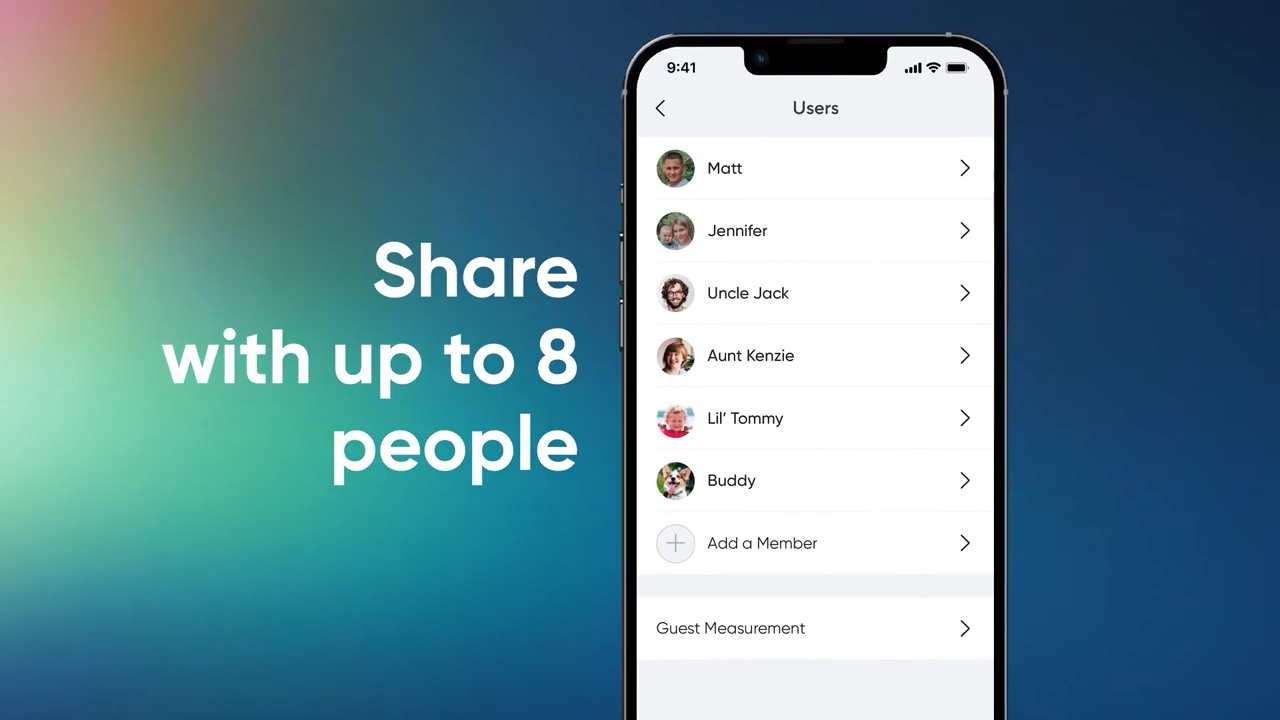 Share
with up to 8
people
9:41
Users
Matt
Jennifer
Uncle Jack
Aunt Kenzie
Lil’ Tommy
Buddy
Add a Member
Guest Measurement